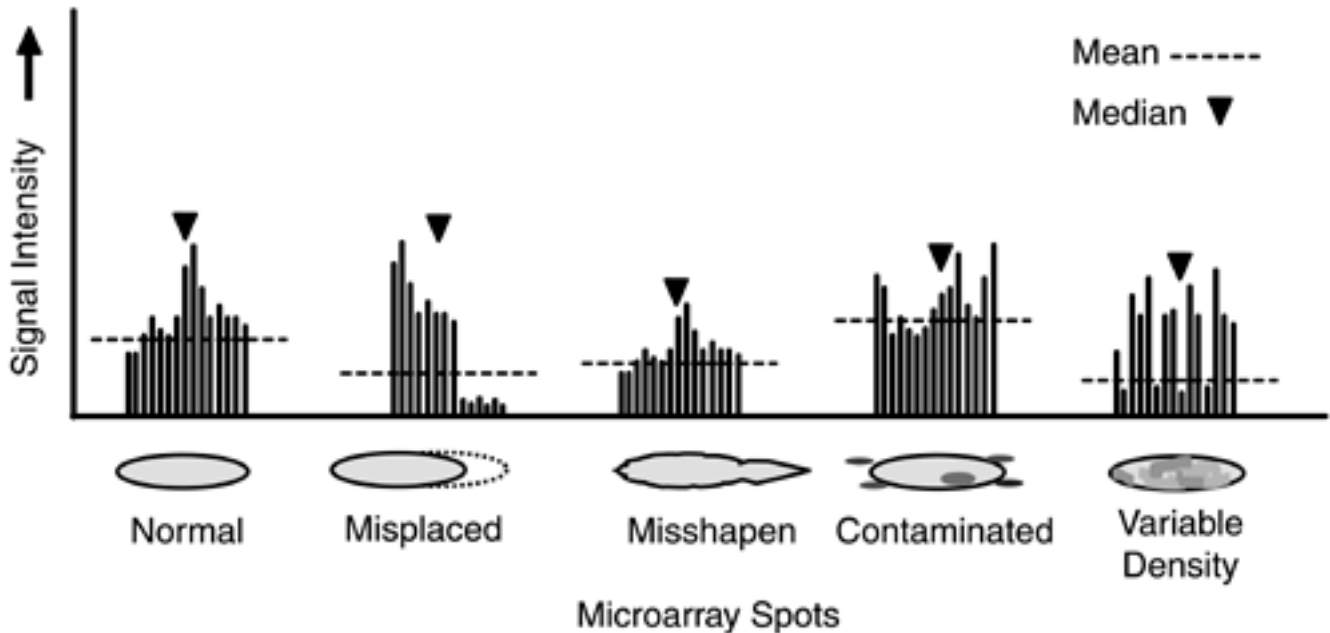 Mean
Median
Signal Intensity
Normal
Misplaced
Misshapen
Contaminated
Variable
Density
Microarray Spots